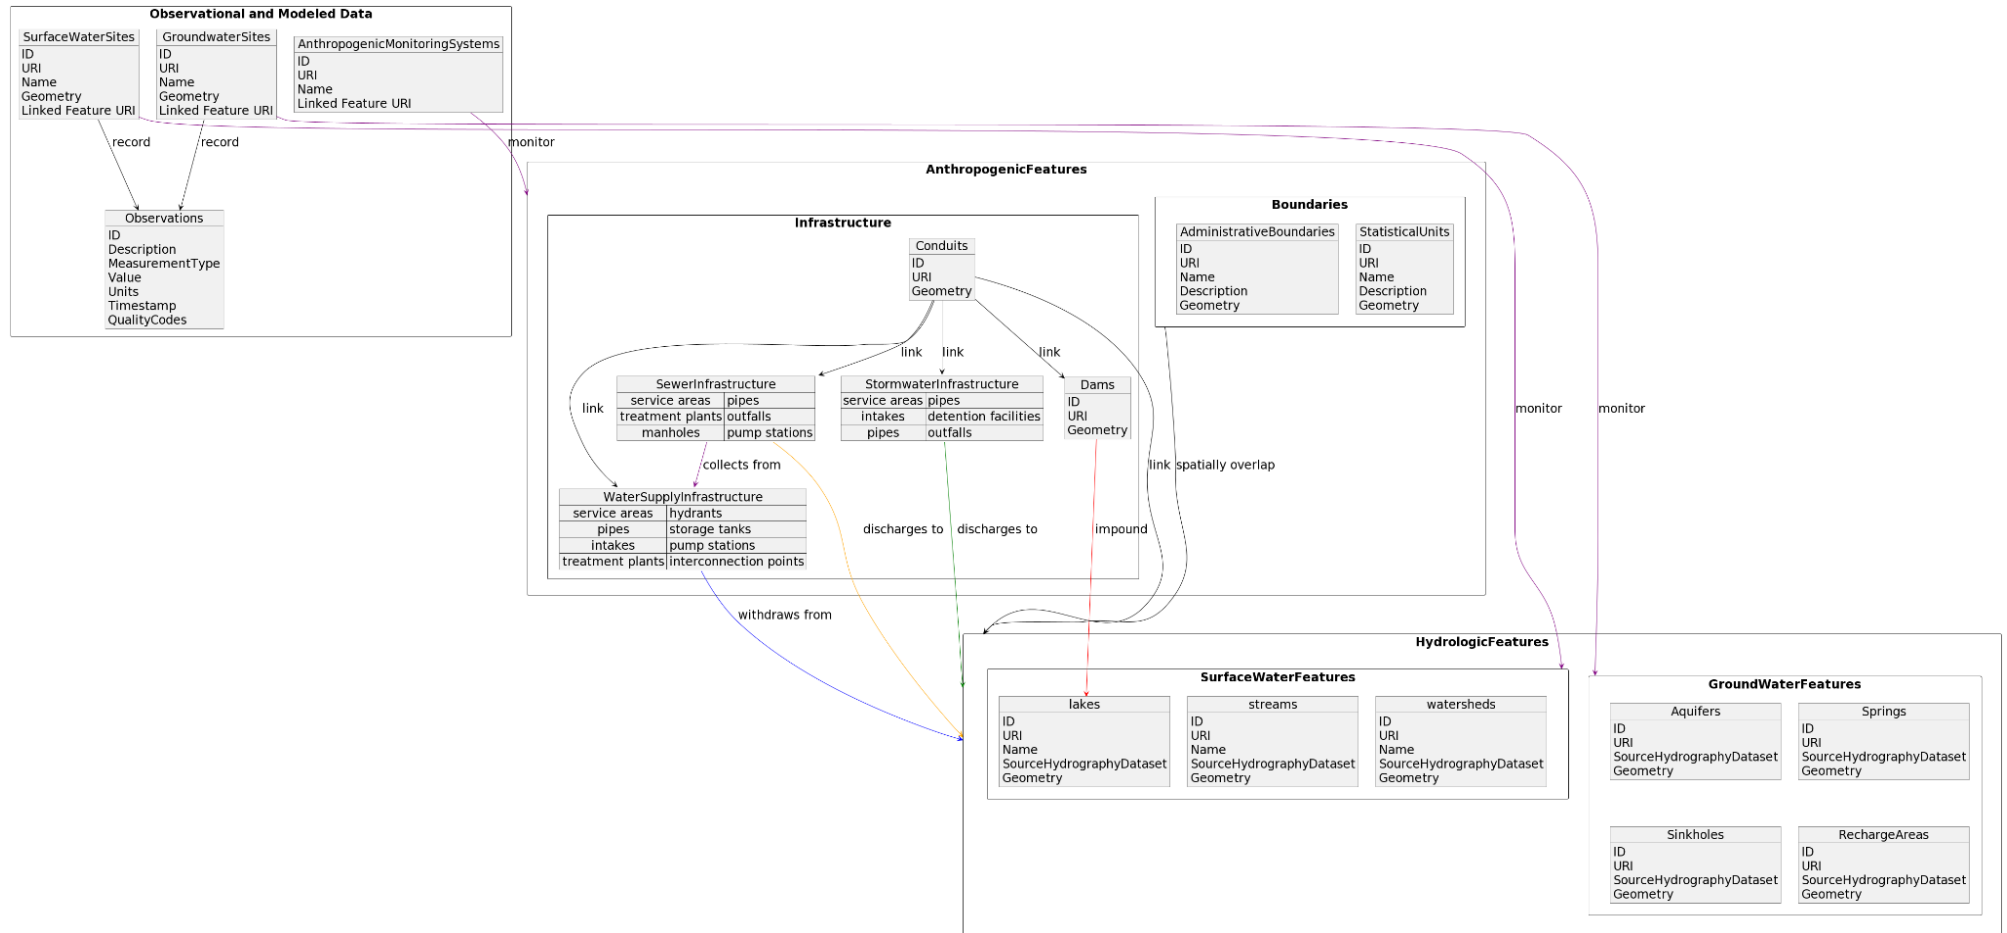 Observational and Modeled Data
SurfaceWaterSites
ID
URI
Name
Geometry
Linked Feature URI
GroundwaterSites
ID
URI
Name
Geometry
Linked Feature URI
AnthropogenicMonitoringSystems
ID
URI
Name
Linked Feature URI
record
record
monitor
Observations
ID
Description
MeasurementType
Value
Units
Timestamp
QualityCodes
AnthropogenicFeatures
Infrastructure
Conduits
ID
URI
Geometry
Boundaries
AdministrativeBoundaries
ID
URI
Name
Description
Geometry
StatisticalUnits
ID
URI
Name
Description
Geometry
link
link
link
link
SewerInfrastructure
service areas pipes
treatment plants outfalls
manholes pump stations
StormwaterInfrastructure
service areas pipes
intakes detention facilities
pipes outfalls
Dams
ID
URI
Geometry
monitor
monitor
collects from
link
spatially overlap
WaterSupplyInfrastructure
service areas hydrants
pipes storage tanks
intakes pump stations
treatment plants interconnection points
discharges to
discharges to
impound
withdraws from
HydrologicFeatures
SurfaceWaterFeatures
lakes
ID
URI
Name
SourceHydrographyDataset
Geometry
streams
ID
URI
Name
SourceHydrographyDataset
Geometry
watersheds
ID
URI
Name
SourceHydrographyDataset
Geometry
GroundWaterFeatures
Aquifers
ID
URI
SourceHydrographyDataset
Geometry
Springs
ID
URI
SourceHydrographyDataset
Geometry
Sinkholes
ID
URI
SourceHydrographyDataset
Geometry
RechargeAreas
ID
URI
SourceHydrographyDataset
Geometry